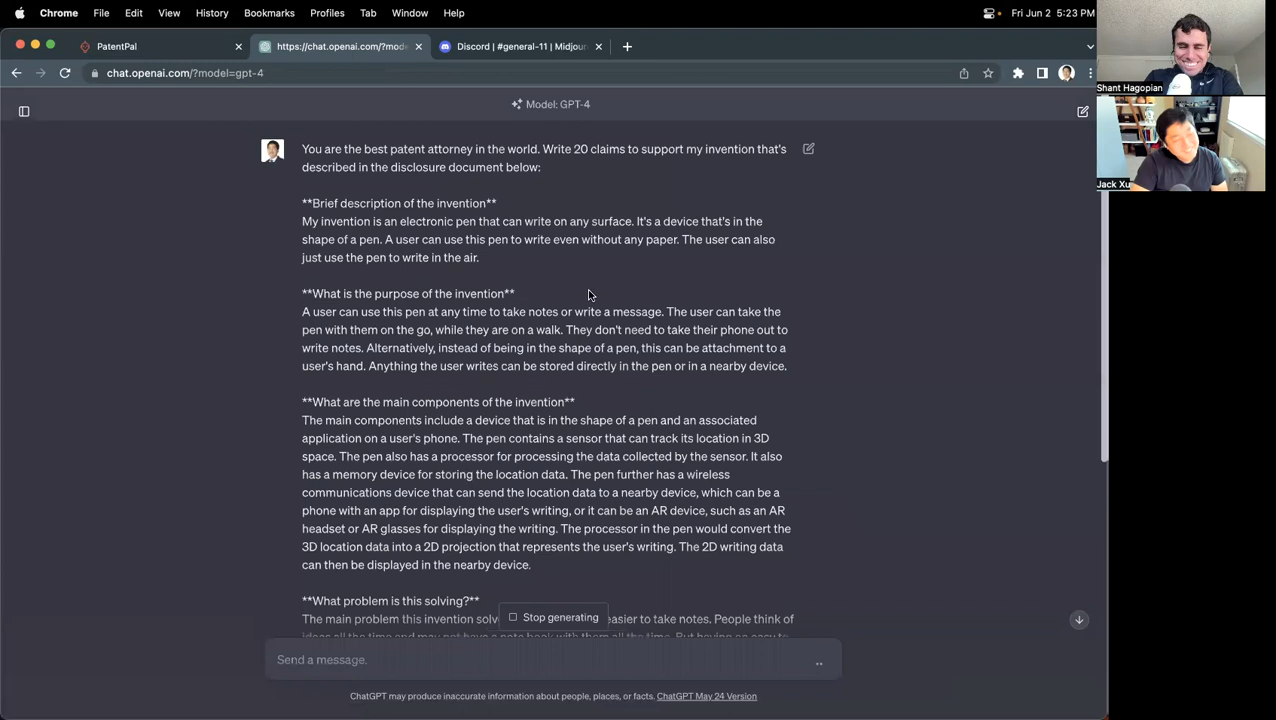 Chrome File Edit View History Bookmarks Profiles Tab Window Help Fri Jun 2 5:23 PM
PatentPal https://chat.openai.com/?mode Discord | #general-11 | Midjour
chat.openai.com/?model=gpt-4
Shant Hagopian
Jack Xu
Model: GPT-4
You are the best patent attorney in the world. Write 20 claims to support my invention that's
described in the disclosure document below:
**Brief description of the invention**
My invention is an electronic pen that can write on any surface. It's a device that's in the
shape of a pen. A user can use this pen to write even without any paper. The user can also
just use the pen to write in the air.
**What is the purpose of the invention**
A user can use this pen at any time to take notes or write a message. The user can take the
pen with them on the go, while they are on a walk. They don't need to take their phone out to
write notes. Alternatively, instead of being in the shape of a pen, this can be attachment to a
user's hand. Anything the user writes can be stored directly in the pen or in a nearby device.
**What are the main components of the invention**
The main components include a device that is in the shape of a pen and an associated
application on a user's phone. The pen contains a sensor that can track its location in 3D
space. The pen also has a processor for processing the data collected by the sensor. It also
has a memory device for storing the location data. The pen further has a wireless
communications device that can send the location data to a nearby device, which can be a
phone with an app for displaying the user's writing, or it can be an AR device, such as an AR
headset or AR glasses for displaying the writing. The processor in the pen would convert the
3D location data into a 2D projection that represents the user's writing. The 2D writing data
can then be displayed in the nearby device.
**What problem is this solving?**
The main problem this invention solv easier to take notes. People think of
Stop generating
Send a message.
ChatGPT may produce inaccurate information about people, places, or facts. ChatGPT May 24 Version